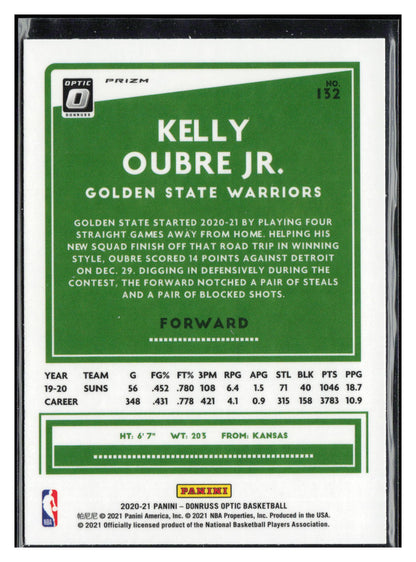 OPTIC
DONRUSS
PRIZM
NO.
132
KELLY
OUBRE JR.
GOLDEN STATE WARRIORS
GOLDEN STATE STARTED 2020-21 BY PLAYING FOUR
STRAIGHT GAMES AWAY FROM HOME. HELPING HIS
NEW SQUAD FINISH OFF THAT ROAD TRIP IN WINNING
STYLE, OUBRE SCORED 14 POINTS AGAINST DETROIT
ON DEC. 29. DIGGING IN DEFENSIVELY DURING THE
CONTEST, THE FORWARD NOTCHED A PAIR OF STEALS
AND A PAIR OF BLOCKED SHOTS.
FORWARD
YEAR TEAM G FG% FT% 3PM RPG APG STL BLK PTS PPG
19-20 SUNS 56 .452 .780 108 6.4 1.5 71 40 1046 18.7
CAREER 348 .431 .778 421 4.1 0.9 315 158 3783 10.9
HT: 6' 7" WT: 203 FROM: KANSAS
NBA
PANINI
2020-21 PANINI – DONRUSS OPTIC BASKETBALL
帕尼尼 © 2021 Panini America, Inc. © 2021 NBA Properties, Inc. Produced in the USA.
© 2021 Officially licensed product of the National Basketball Players Association.